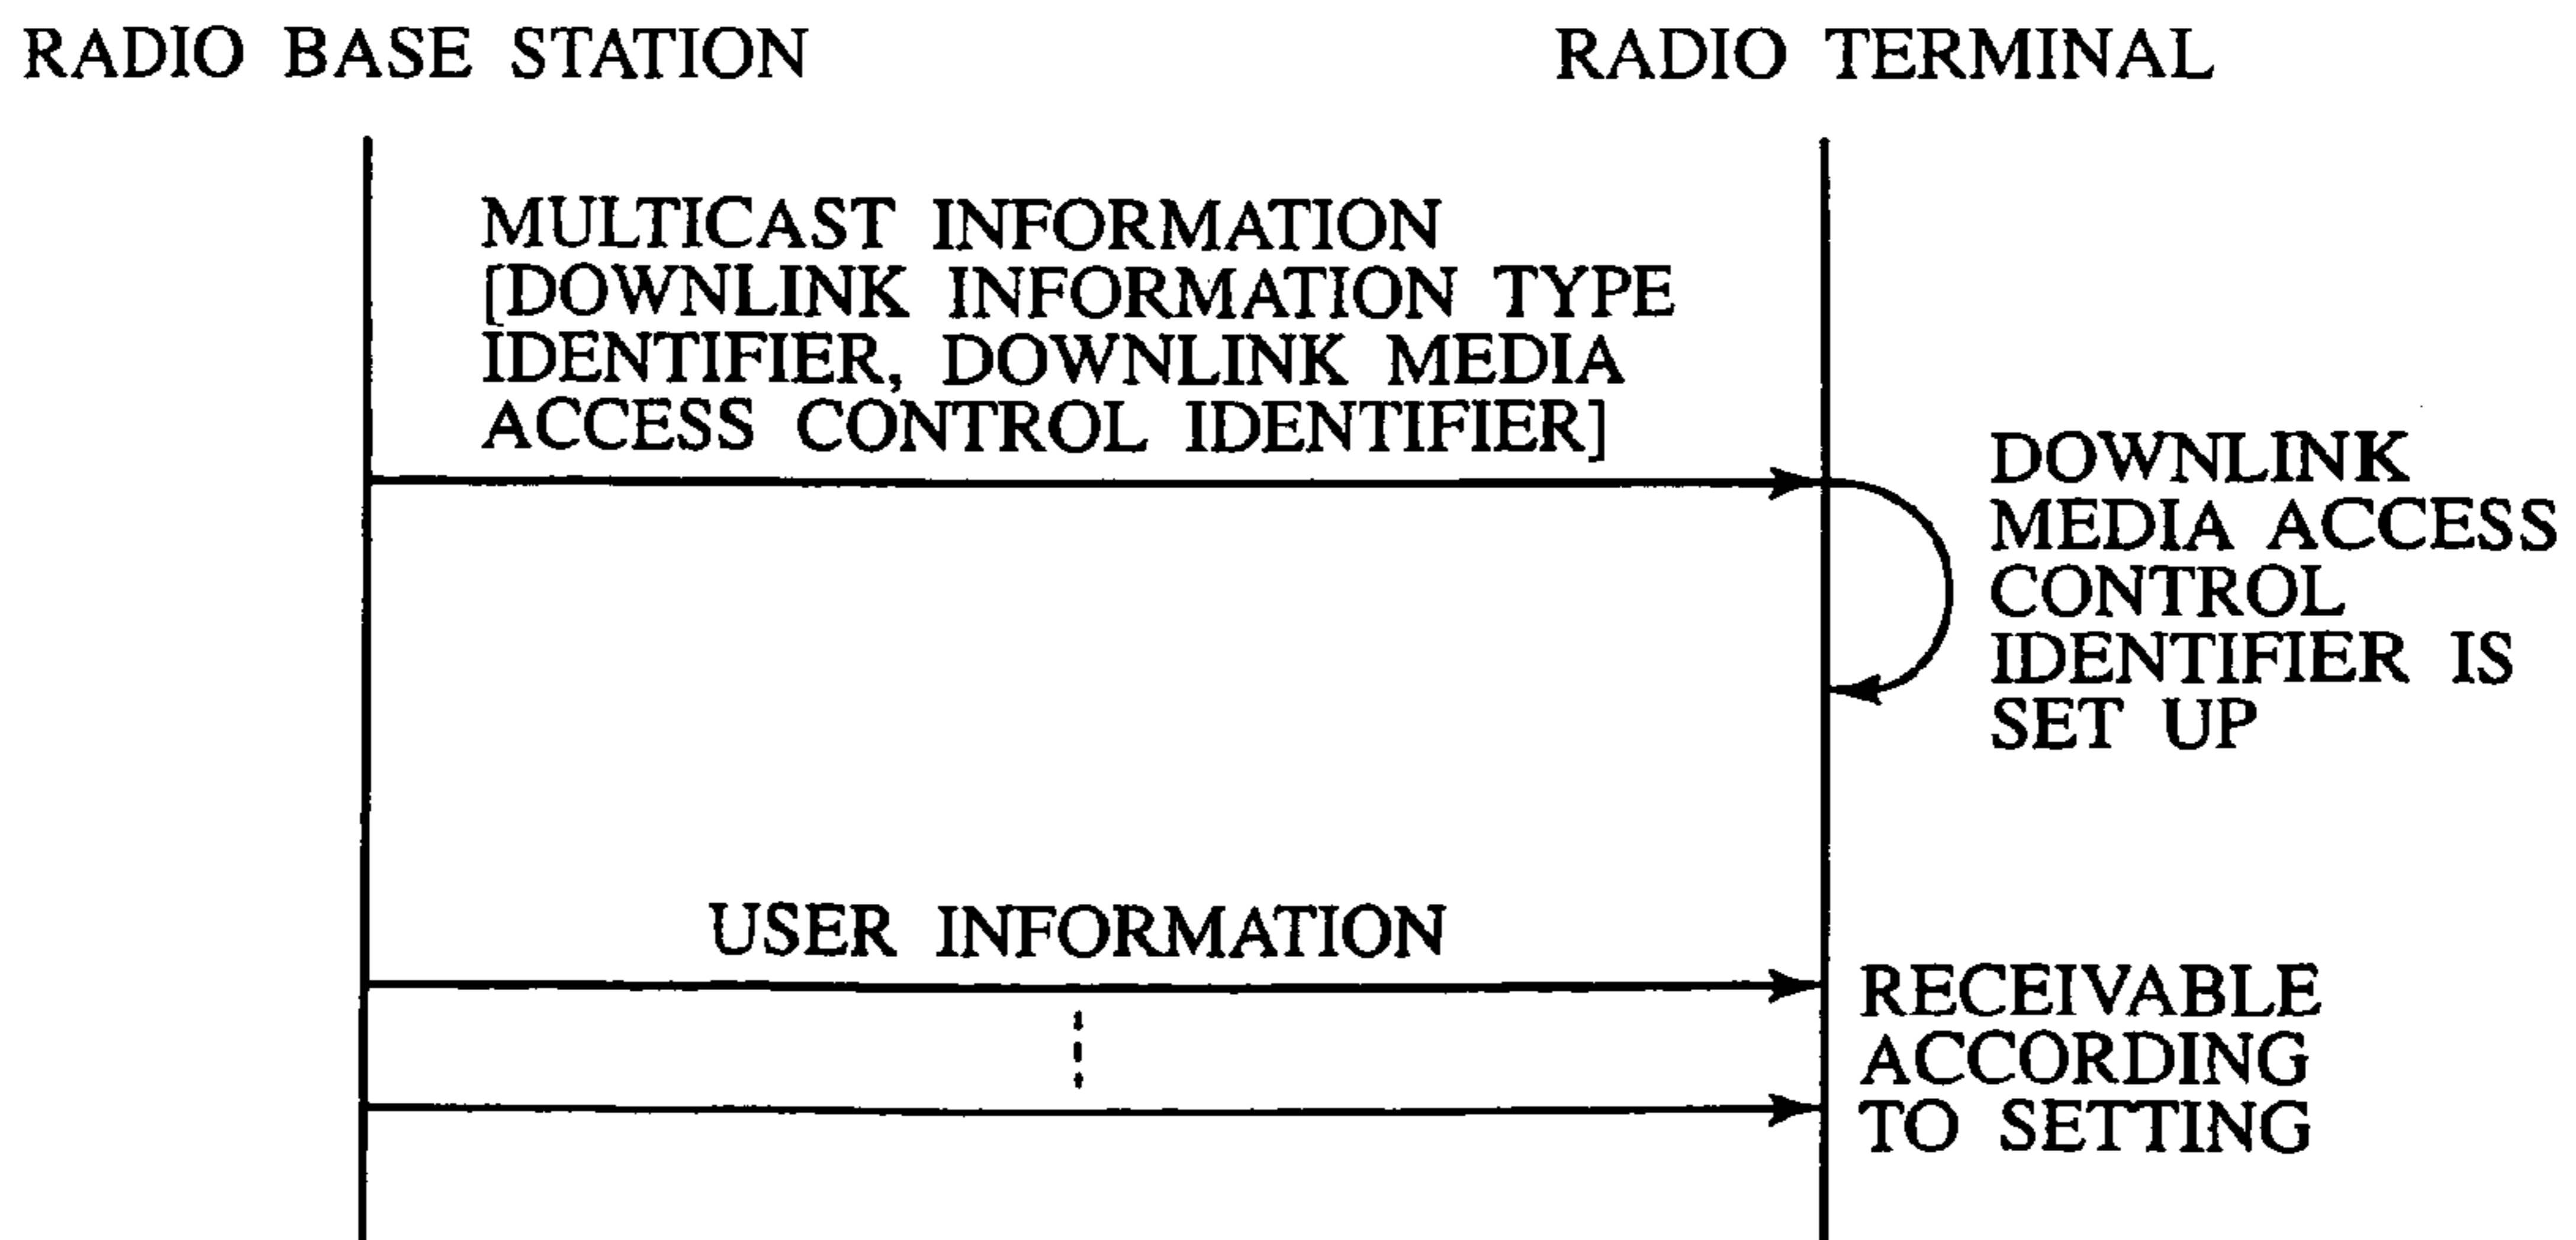 RADIO BASE STATION
RADIO TERMINAL
MULTICAST INFORMATION
[DOWNLINK INFORMATION TYPE
IDENTIFIER, DOWNLINK MEDIA
ACCESS CONTROL IDENTIFIER]
DOWNLINK
MEDIA ACCESS
CONTROL
IDENTIFIER IS
SET UP
USER INFORMATION
RECEIVABLE
ACCORDING
TO SETTING